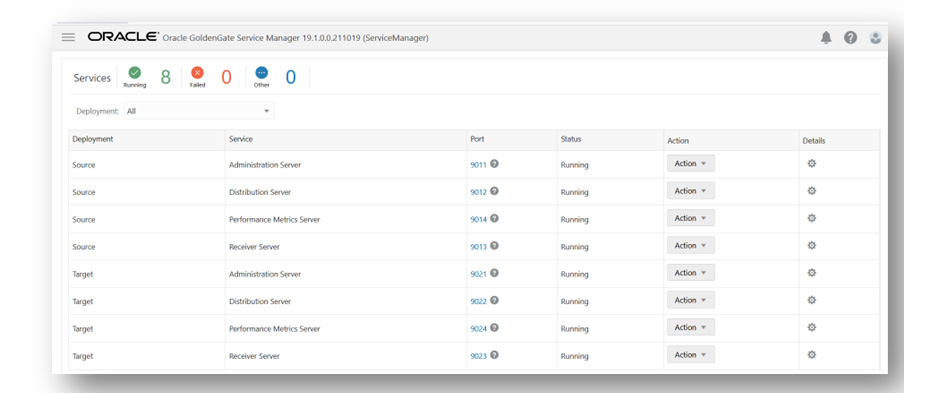 ORACLE Oracle GoldenGate Service Manager 19.1.0.0.211019 (ServiceManager)
Services Running 8 Failed 0 Other 0
Deployment: All
Deployment Service Port Status Action Details
Source Administration Server 9011 Running Action
Source Distribution Server 9012 Running Action
Source Performance Metrics Server 9014 Running Action
Source Receiver Server 9013 Running Action
Target Administration Server 9021 Running Action
Target Distribution Server 9022 Running Action
Target Performance Metrics Server 9024 Running Action
Target Receiver Server 9023 Running Action